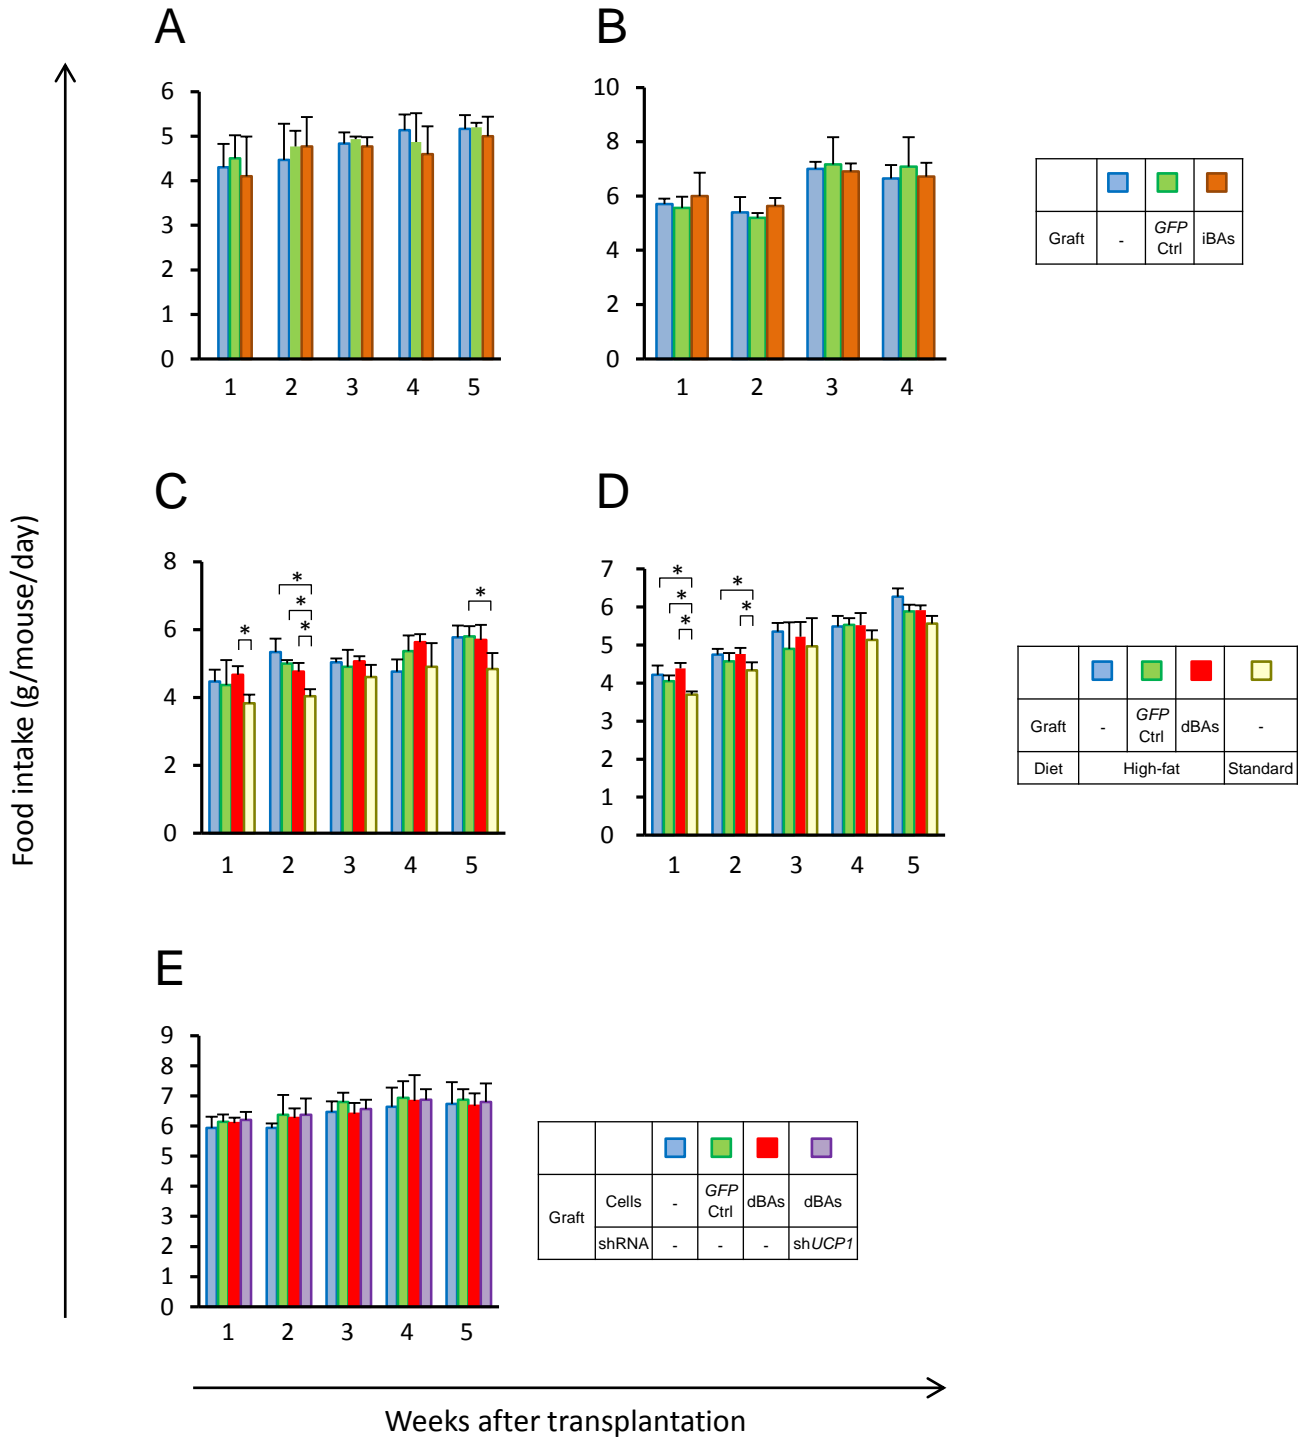 A
B
6
5
4
3
2
1
0
1 2 3 4 5
10
8
6
4
2
0
1 2 3 4
Graft - GFP Ctrl iBAs
Food intake (g/mouse/day)
C
D
8
6
4
2
0
* * * * *
1 2 3 4 5
7
6
5
4
3
2
1
0
* * * * *
1 2 3 4 5
Graft - GFP Ctrl dBAs -
Diet High-fat Standard
E
9
8
7
6
5
4
3
2
1
0
1 2 3 4 5
Graft Cells - GFP Ctrl dBAs dBAs
shRNA - - - shUCP1
Weeks after transplantation